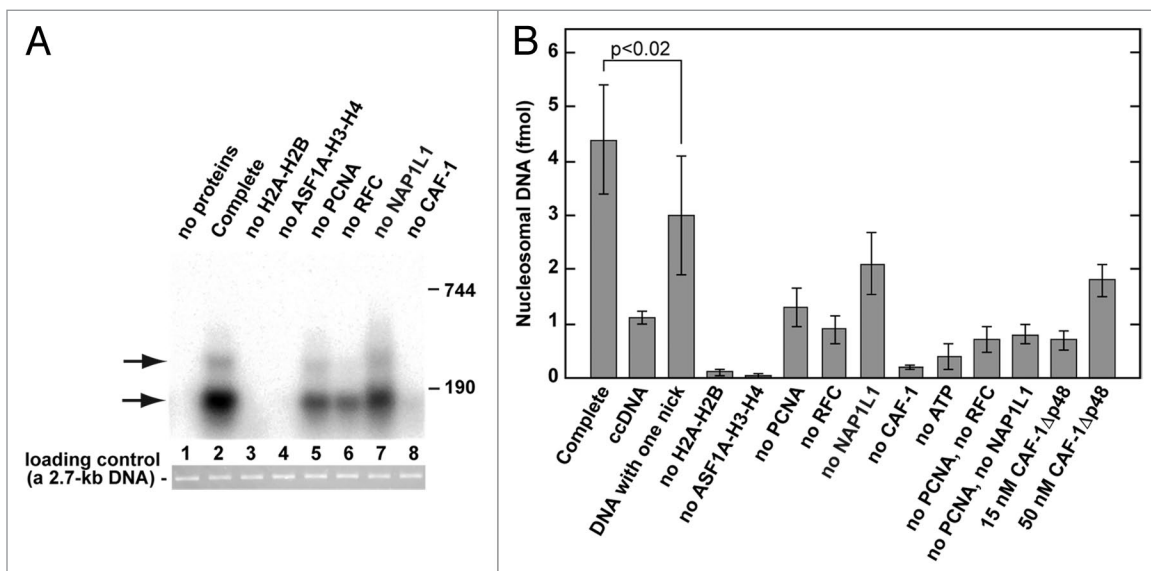 A
no proteins
Complete
no H2A-H2B
no ASF1A-H3-H4
no PCNA
no RFC
no NAP1L1
no CAF-1
– 744
– 190
1 2 3 4 5 6 7 8
loading control
(a 2.7-kb DNA) -
B
p<0.02
Nucleosomal DNA (fmol)
6
5
4
3
2
1
0
Complete
ccDNA
DNA with one nick
no H2A-H2B
no ASF1A-H3-H4
no PCNA
no RFC
no NAP1L1
no CAF-1
no ATP
no PCNA, no RFC
no PCNA, no NAP1L1
15 nM CAF-1Δp48
50 nM CAF-1Δp48